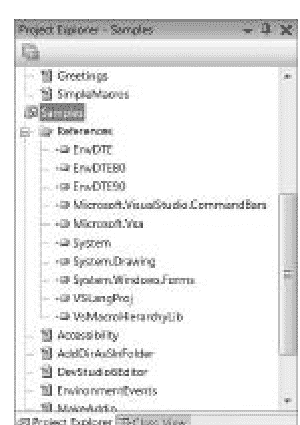 Project Explorer - Samples
Greetings
SimpleMacros
Samples
References
EnvDTE
EnvDTE80
EnvDTE90
Microsoft.VisualStudio.CommandBars
Microsoft.Vsa
System
System.Drawing
System.Windows.Forms
VSLangProj
VsMacroHierarchyLib
Accessibility
AddDirAsSlnFolder
DevStudioEditor
EnvironmentEvents
MakeAddin
Project Explorer Class View